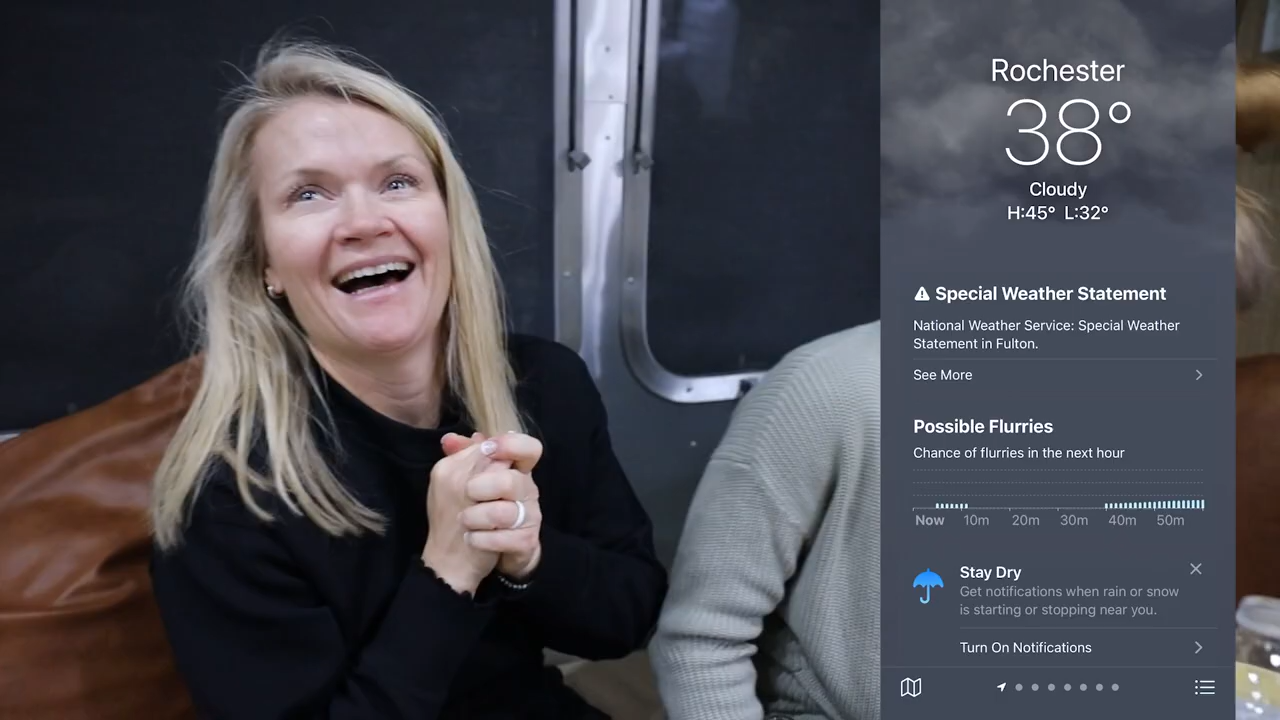 Rochester
38°
Cloudy
H:45° L:32°
Special Weather Statement
National Weather Service: Special Weather
Statement in Fulton.
See More
Possible Flurries
Chance of flurries in the next hour
Now 10m 20m 30m 40m 50m
Stay Dry
Get notifications when rain or snow
is starting or stopping near you.
Turn On Notifications